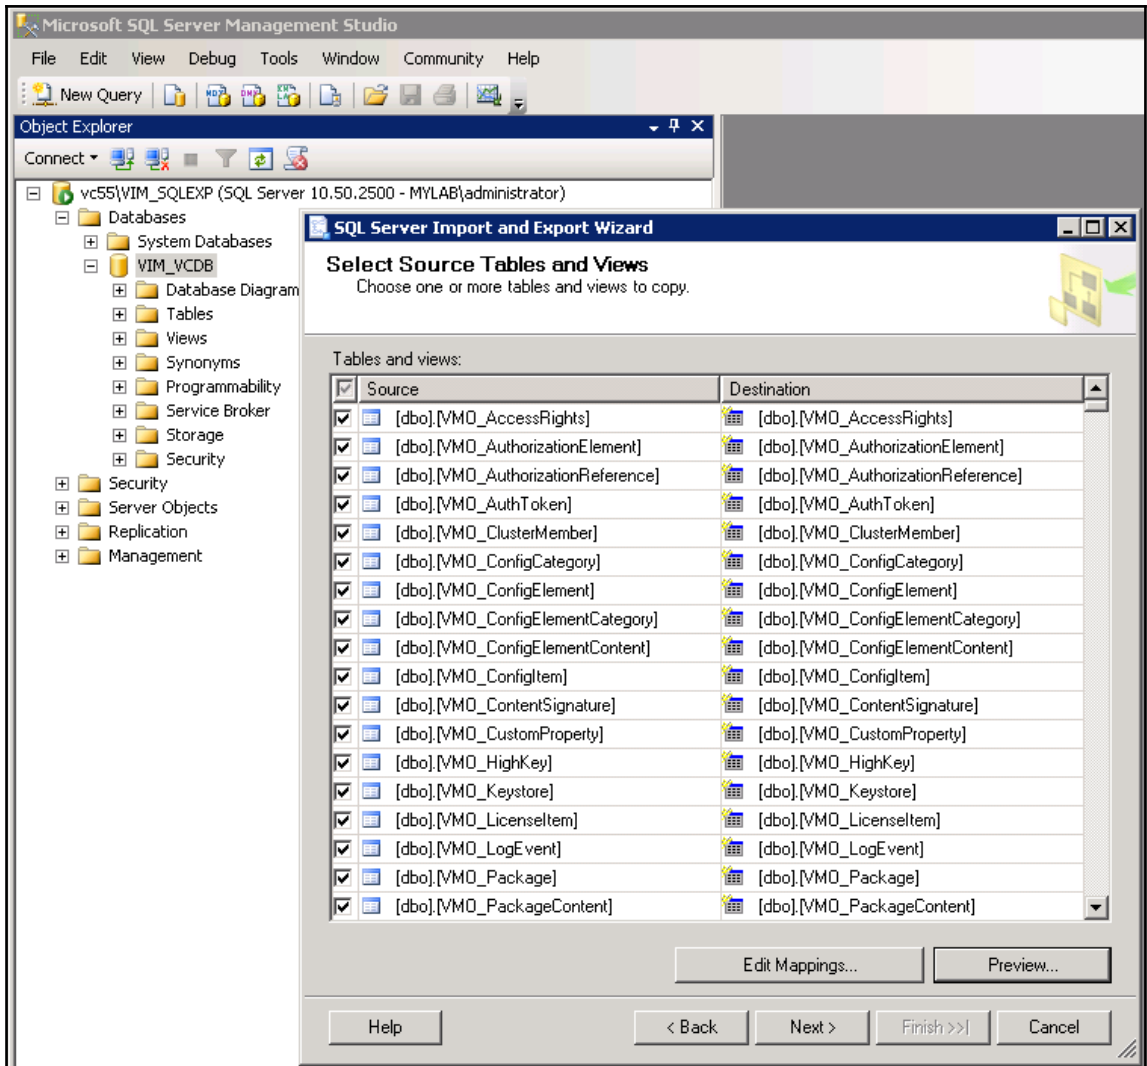 Microsoft SQL Server Management Studio
File Edit View Debug Tools Window Community Help
New Query
Object Explorer
Connect
vc55\VIM_SQLEXP (SQL Server 10.50.2500 - MYLAB\administrator)
Databases
System Databases
VIM_VCDB
Database Diagram
Tables
Views
Synonyms
Programmability
Service Broker
Storage
Security
Security
Server Objects
Replication
Management
SQL Server Import and Export Wizard
Select Source Tables and Views
Choose one or more tables and views to copy.
Tables and views:
Source Destination
[dbo].[VMO_AccessRights] [dbo].[VMO_AccessRights]
[dbo].[VMO_AuthorizationElement] [dbo].[VMO_AuthorizationElement]
[dbo].[VMO_AuthorizationReference] [dbo].[VMO_AuthorizationReference]
[dbo].[VMO_AuthToken] [dbo].[VMO_AuthToken]
[dbo].[VMO_ClusterMember] [dbo].[VMO_ClusterMember]
[dbo].[VMO_ConfigCategory] [dbo].[VMO_ConfigCategory]
[dbo].[VMO_ConfigElement] [dbo].[VMO_ConfigElement]
[dbo].[VMO_ConfigElementCategory] [dbo].[VMO_ConfigElementCategory]
[dbo].[VMO_ConfigElementContent] [dbo].[VMO_ConfigElementContent]
[dbo].[VMO_ConfigItem] [dbo].[VMO_ConfigItem]
[dbo].[VMO_ContentSignature] [dbo].[VMO_ContentSignature]
[dbo].[VMO_CustomProperty] [dbo].[VMO_CustomProperty]
[dbo].[VMO_HighKey] [dbo].[VMO_HighKey]
[dbo].[VMO_Keystore] [dbo].[VMO_Keystore]
[dbo].[VMO_LicenseItem] [dbo].[VMO_LicenseItem]
[dbo].[VMO_LogEvent] [dbo].[VMO_LogEvent]
[dbo].[VMO_Package] [dbo].[VMO_Package]
[dbo].[VMO_PackageContent] [dbo].[VMO_PackageContent]
Edit Mappings... Preview...
Help < Back Next > Finish >>| Cancel